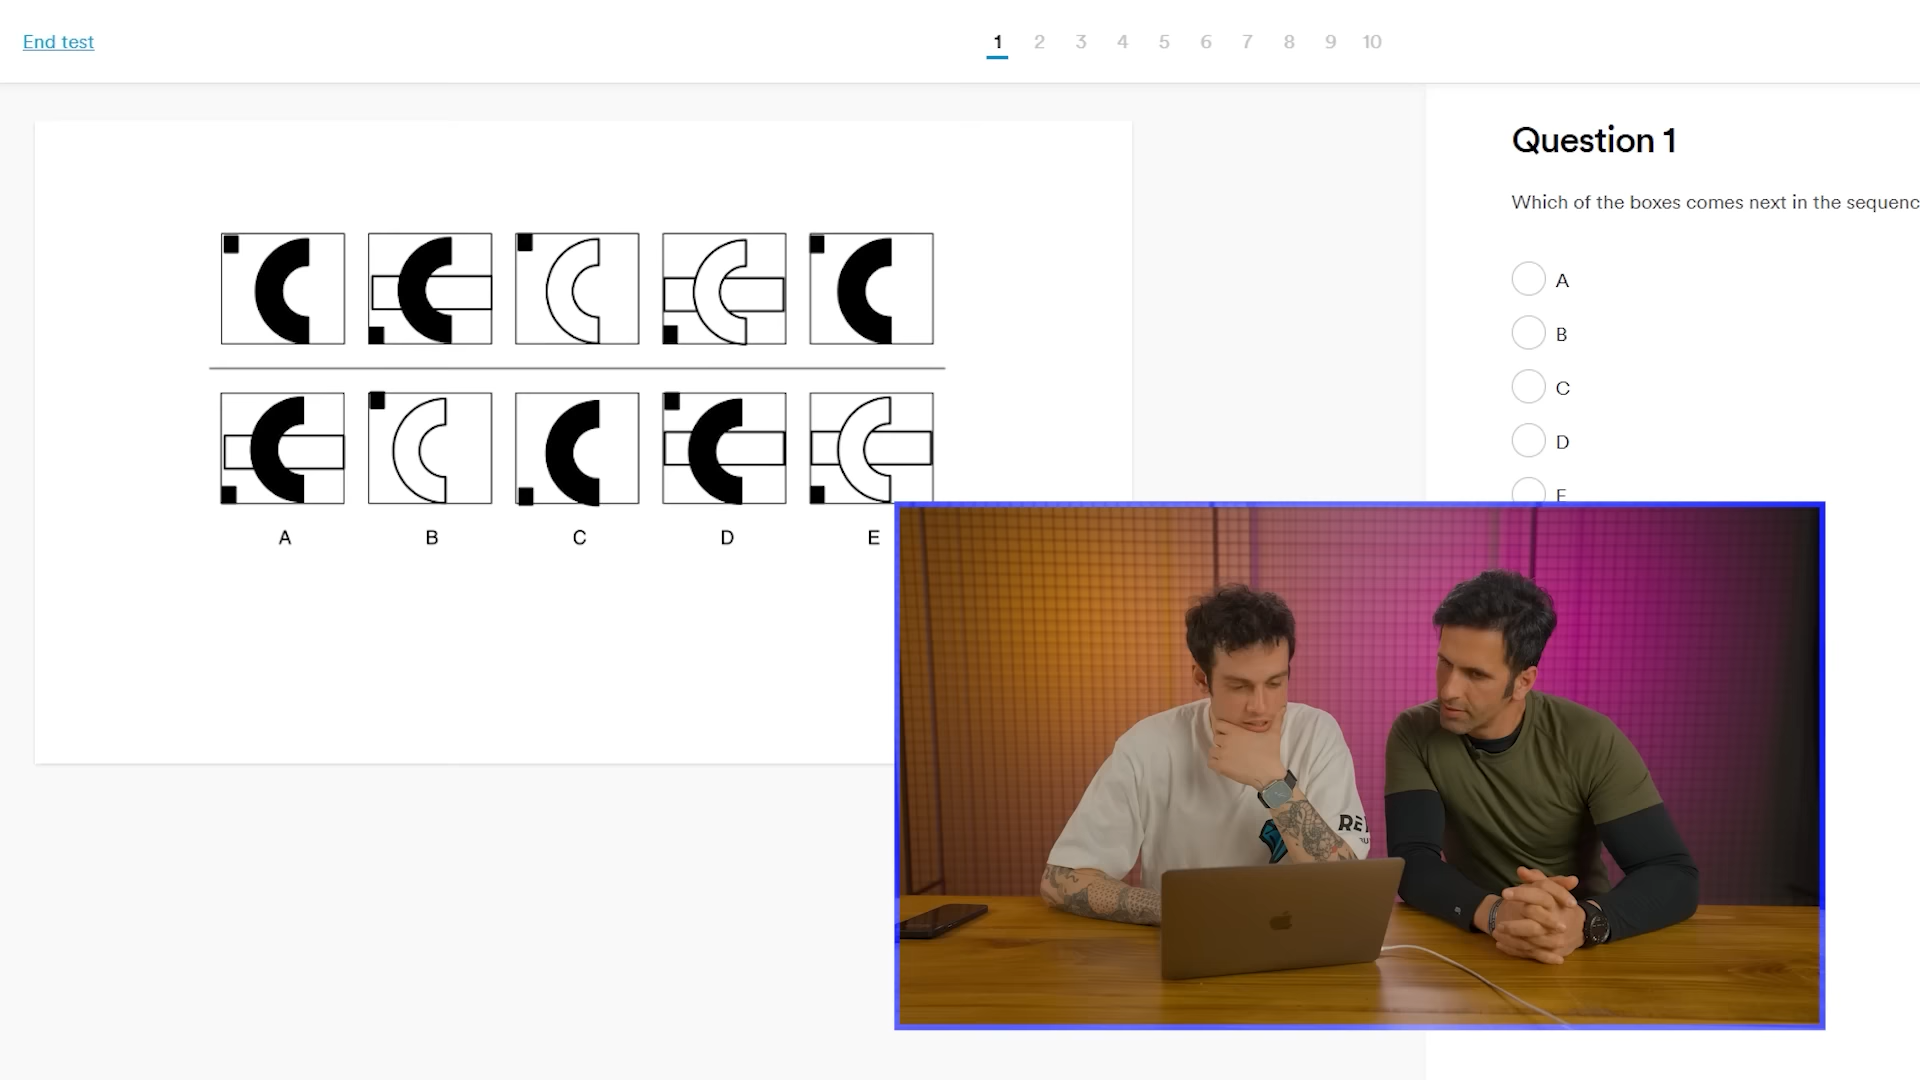 End test
1 2 3 4 5 6 7 8 9 10
Question 1
Which of the boxes comes next in the sequenc
A
B
C
D
E
A B C D E
RE